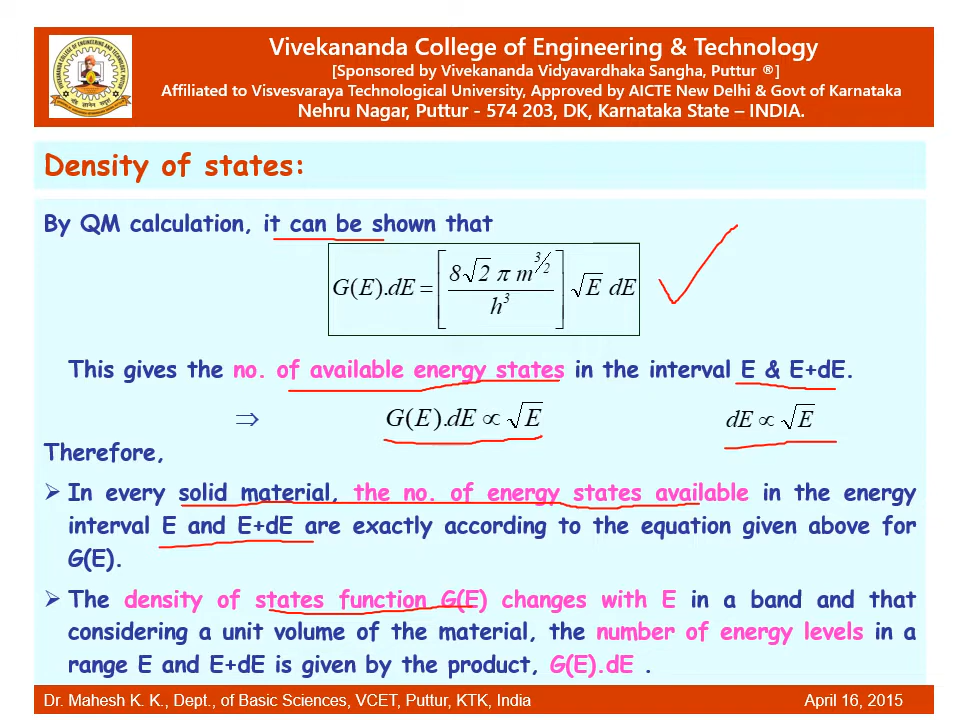 Vivekananda College of Engineering & Technology
[Sponsored by Vivekananda Vidyavardhaka Sangha, Puttur ®]
Affiliated to Visvesvaraya Technological University, Approved by AICTE New Delhi & Govt of Karnataka
Nehru Nagar, Puttur - 574 203, DK, Karnataka State – INDIA.
Density of states:
By QM calculation, it can be shown that
G(E).dE = [8√2 π m^3/2 / h^3] √E dE
This gives the no. of available energy states in the interval E & E+dE.
⇒ G(E).dE ∝ √E dE ∝ √E
Therefore,
➢ In every solid material, the no. of energy states available in the energy
interval E and E+dE are exactly according to the equation given above for
G(E).
➢ The density of states function G(E) changes with E in a band and that
considering a unit volume of the material, the number of energy levels in a
range E and E+dE is given by the product, G(E).dE .
Dr. Mahesh K. K., Dept., of Basic Sciences, VCET, Puttur, KTK, India April 16, 2015